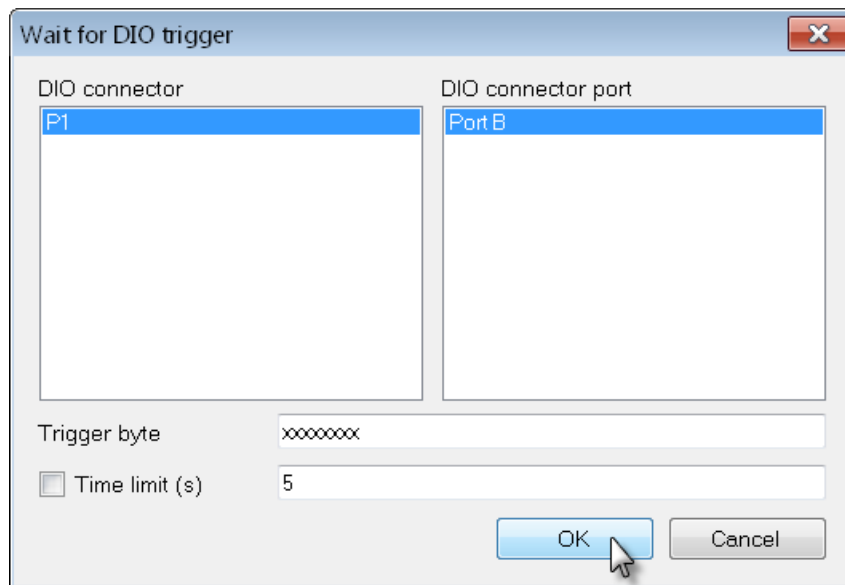 Wait for DIO trigger
DIO connector
DIO connector port
P1
Port B
Trigger byte
xxxxxxxx
Time limit (s)
5
OK
Cancel